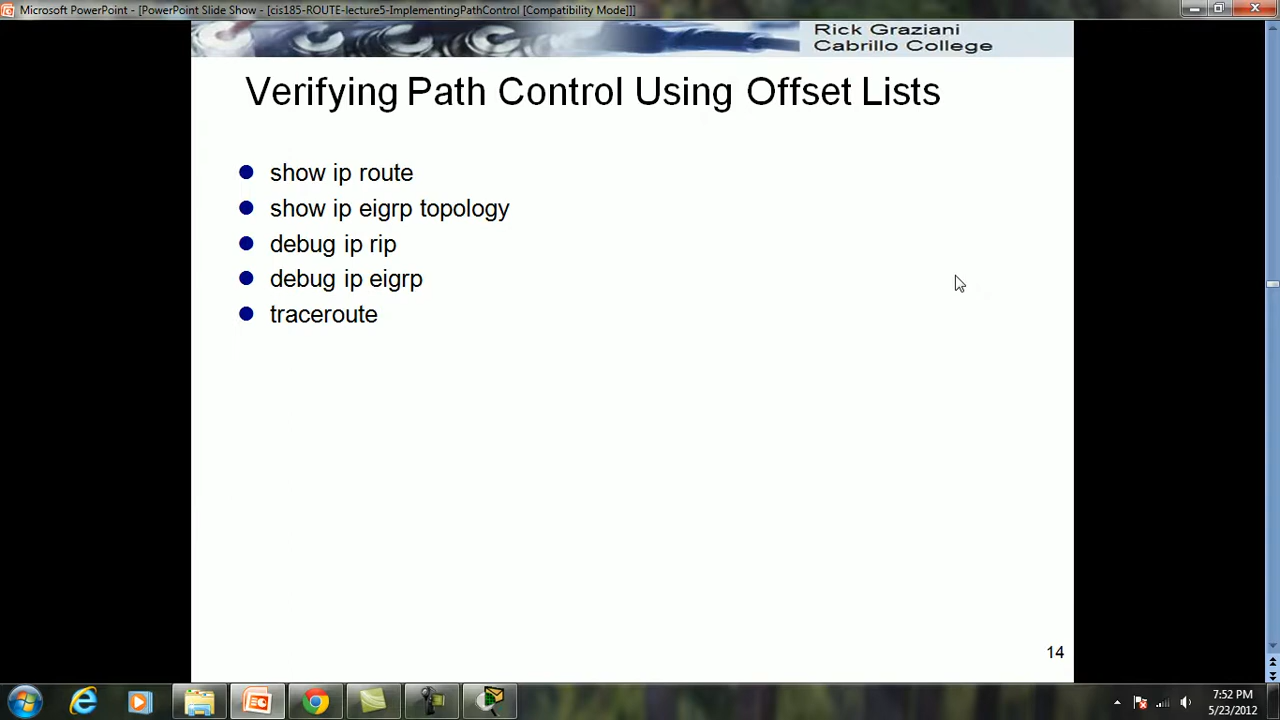 Microsoft PowerPoint - [PowerPoint Slide Show - [cis185-ROUTE-lecture5-ImplementingPathControl [Compatibility Mode]]]
Rick Graziani
Cabrillo College
Verifying Path Control Using Offset Lists
show ip route
show ip eigrp topology
debug ip rip
debug ip eigrp
traceroute
14
7:52 PM
5/23/2012